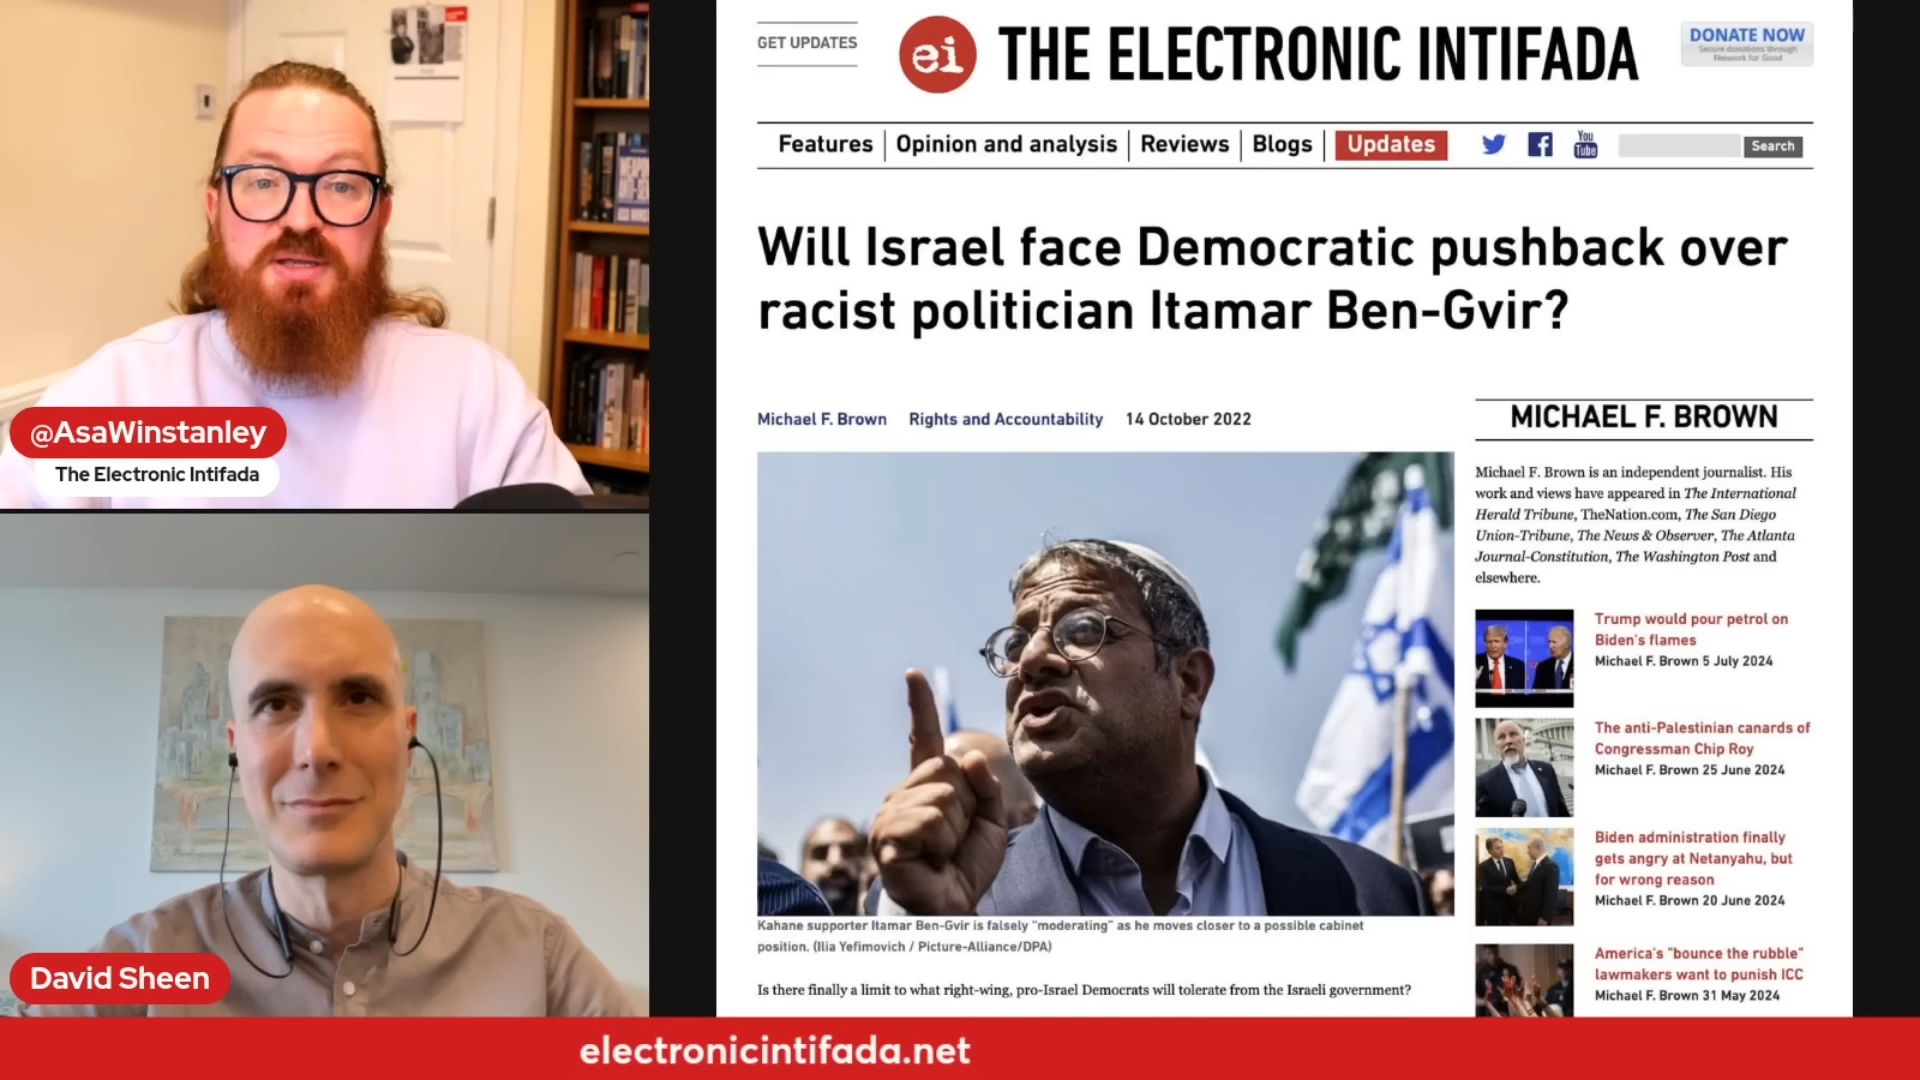 @AsaWinstanley
The Electronic Intifada
David Sheen
GET UPDATES
ei
THE ELECTRONIC INTIFADA
DONATE NOW
Secure donations through
Network for Good
Features
Opinion and analysis
Reviews
Blogs
Updates
You
Tube
Search
Will Israel face Democratic pushback over
racist politician Itamar Ben-Gvir?
Michael F. Brown Rights and Accountability 14 October 2022
Kahane supporter Itamar Ben-Gvir is falsely "moderating" as he moves closer to a possible cabinet
position. (Ilia Yefimovich / Picture-Alliance/DPA)
Is there finally a limit to what right-wing, pro-Israel Democrats will tolerate from the Israeli government?
MICHAEL F. BROWN
Michael F. Brown is an independent journalist. His
work and views have appeared in The International
Herald Tribune, TheNation.com, The San Diego
Union-Tribune, The News & Observer, The Atlanta
Journal-Constitution, The Washington Post and
elsewhere.
Trump would pour petrol on
Biden's flames
Michael F. Brown 5 July 2024
The anti-Palestinian canards of
Congressman Chip Roy
Michael F. Brown 25 June 2024
Biden administration finally
gets angry at Netanyahu, but
for wrong reason
Michael F. Brown 20 June 2024
America's "bounce the rubble"
lawmakers want to punish ICC
Michael F. Brown 31 May 2024
electronicintifada.net